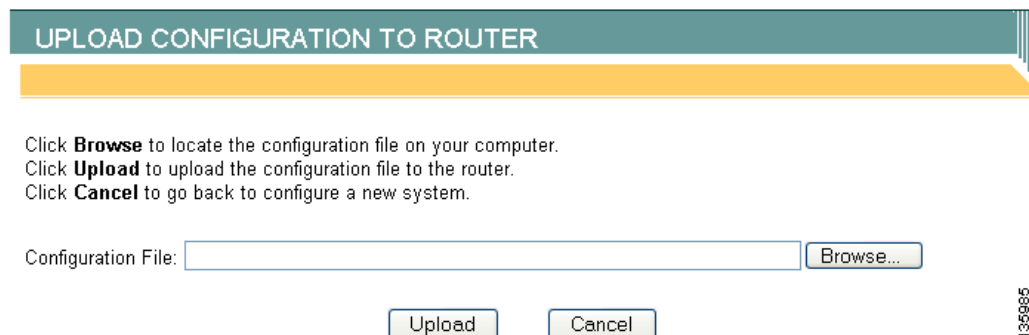 UPLOAD CONFIGURATION TO ROUTER
Click Browse to locate the configuration file on your computer.
Click Upload to upload the configuration file to the router.
Click Cancel to go back to configure a new system.
Configuration File: Browse...
Upload Cancel